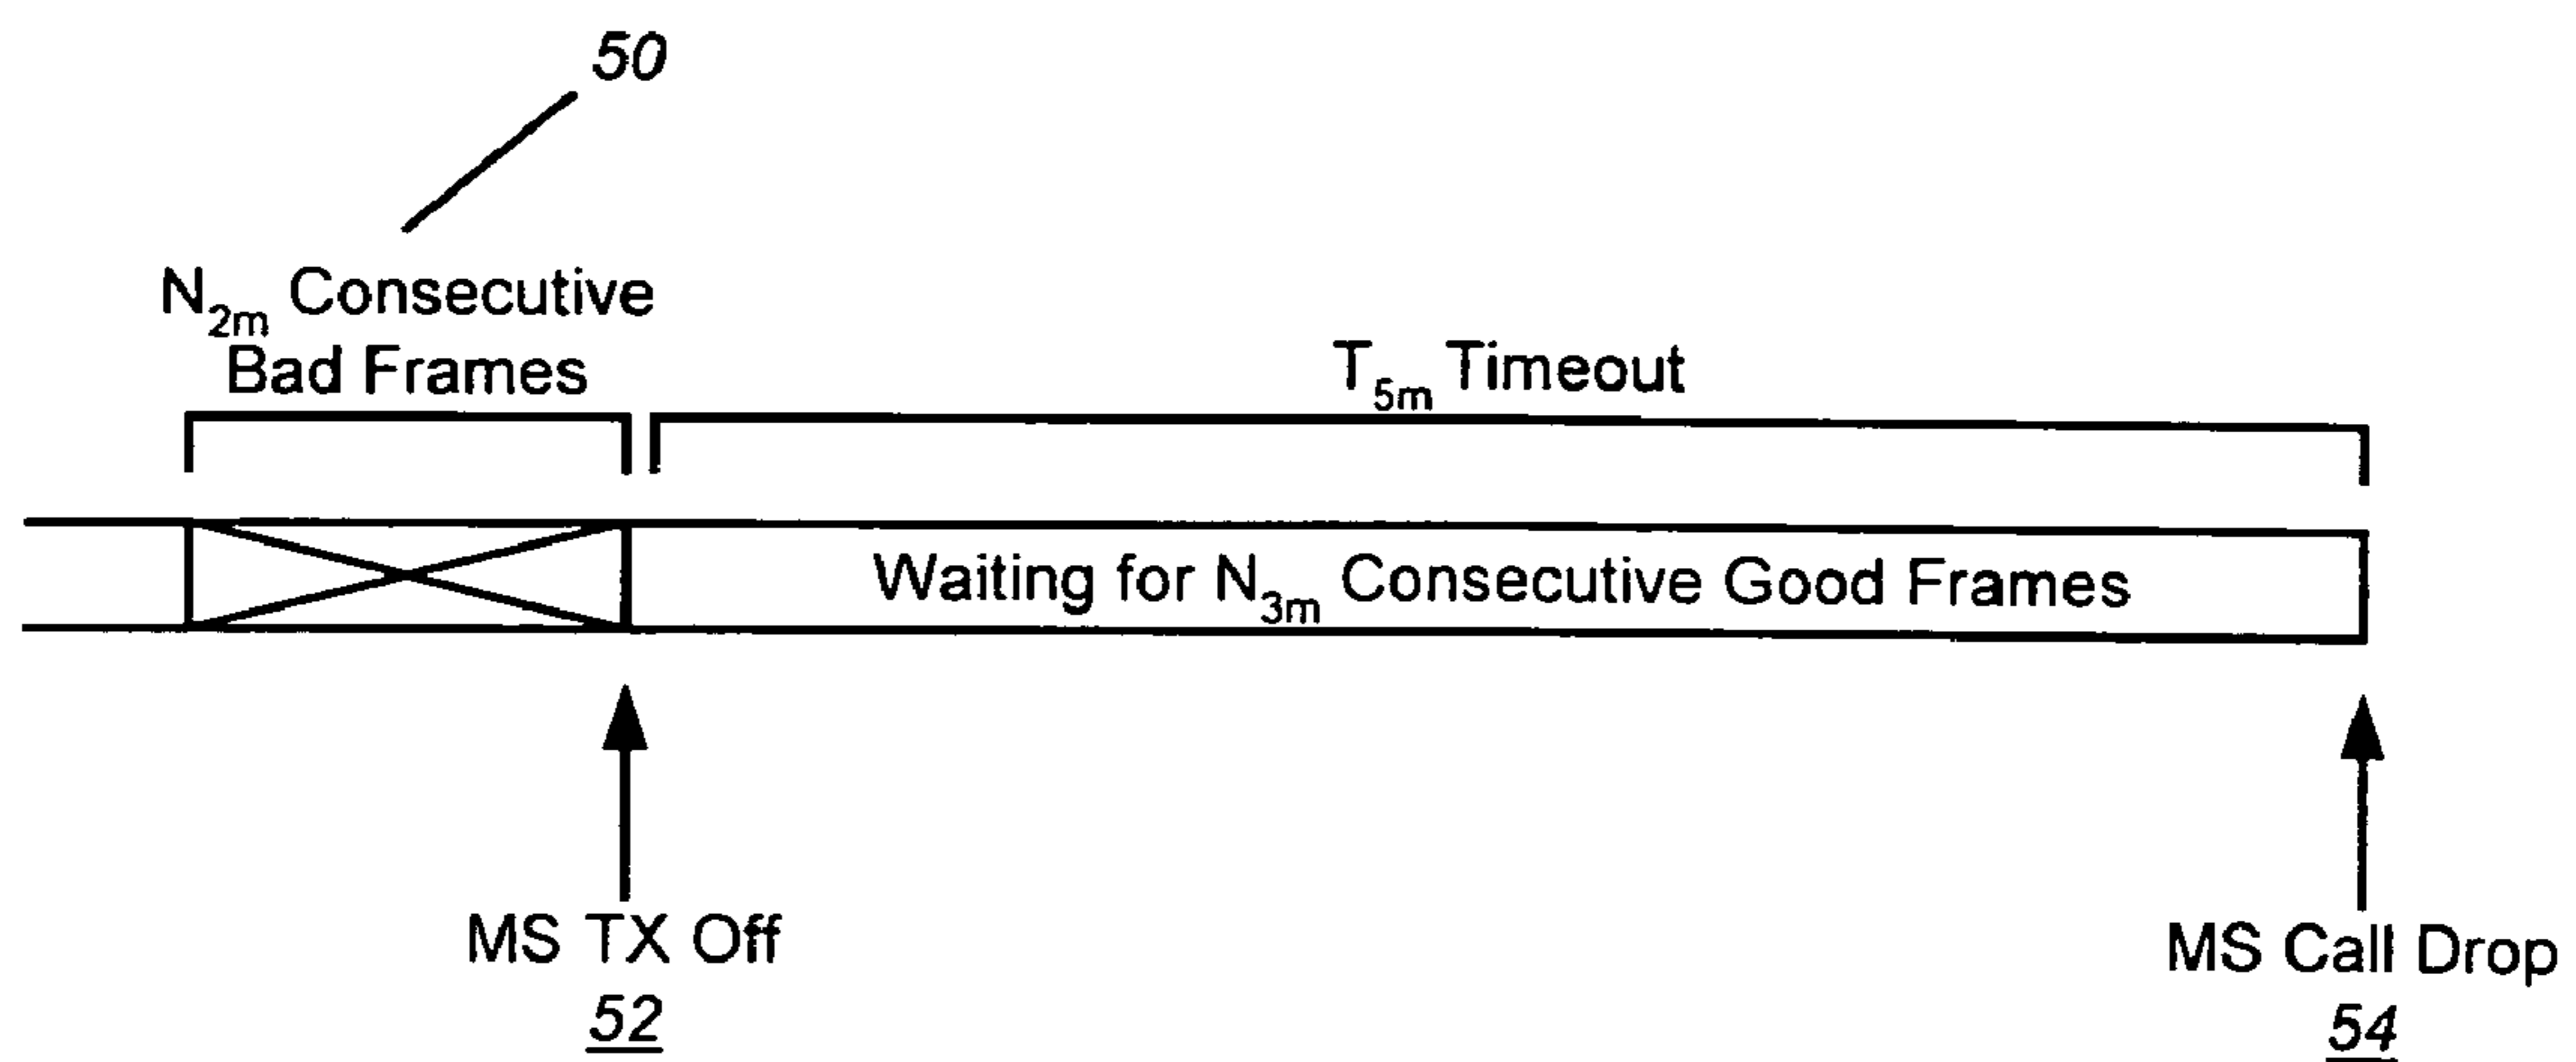 50
N2m Consecutive
Bad Frames
T5m Timeout
Waiting for N3m Consecutive Good Frames
MS TX Off
52
MS Call Drop
54